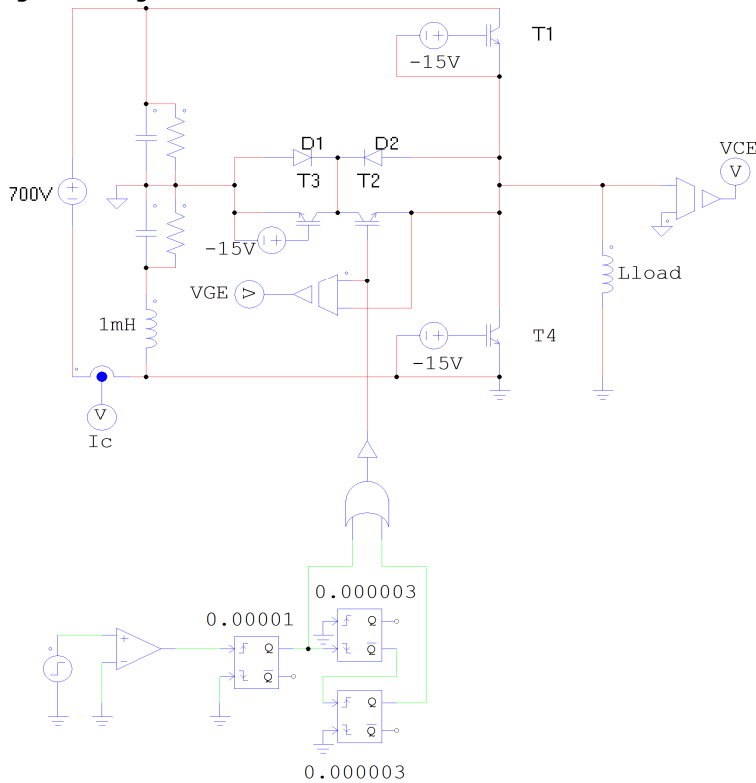 T1
-15V
VCE
V
D1
D2
T3
T2
700V
-15V
VGE
V
Lload
1mH
-15V
T4
V
Ic
0.000003
0.00001
Q
Q
Q
Q
Q
Q
0.000003